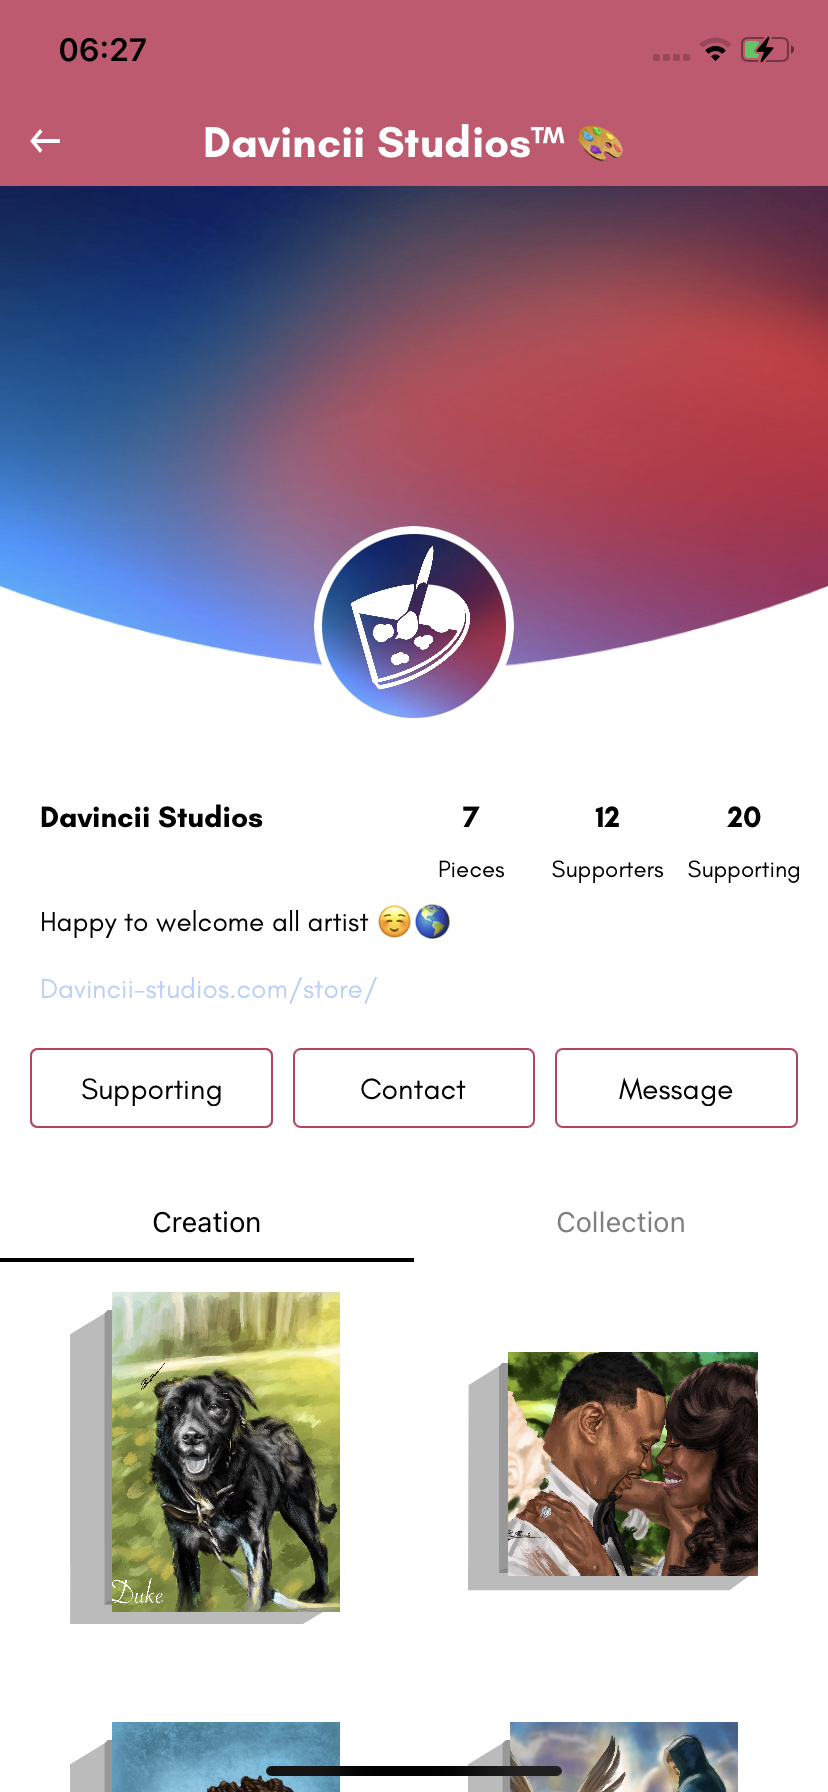 06:27
Davincii Studios™ 🎨
Davincii Studios
7
12
20
Pieces
Supporters
Supporting
Happy to welcome all artist ☺️🌎
Davincii-studios.com/store/
Supporting
Contact
Message
Creation
Collection
Duke